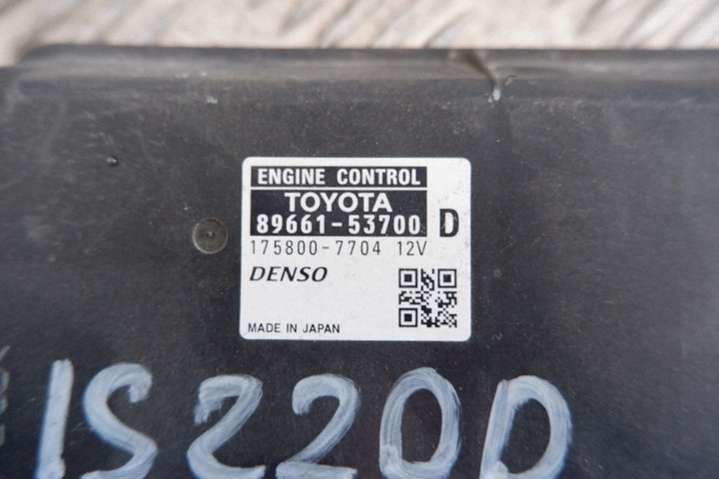 ENGINE CONTROL
TOYOTA
89661-53700 D
175800-7704 12V
DENSO
MADE IN JAPAN
IS220D